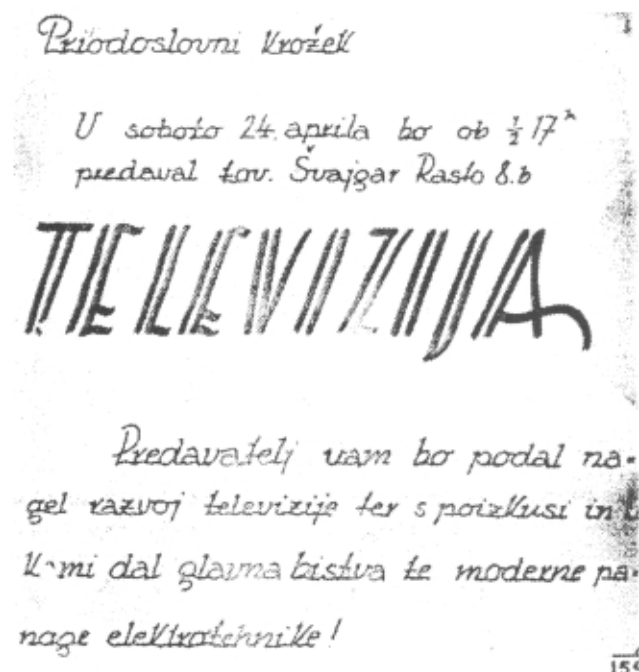 Priodoslovni krožek
V soboto 24. aprila bo ob ½ 17ʰ
predaval tov. Švajgar Rasto 8.b
TELEVIZIJA
Predavatelj vam bo podal na-
gel razvoj televizije ter s poizkusi in
dal glavna bistva te moderne pa-
nage elektrotehnike!